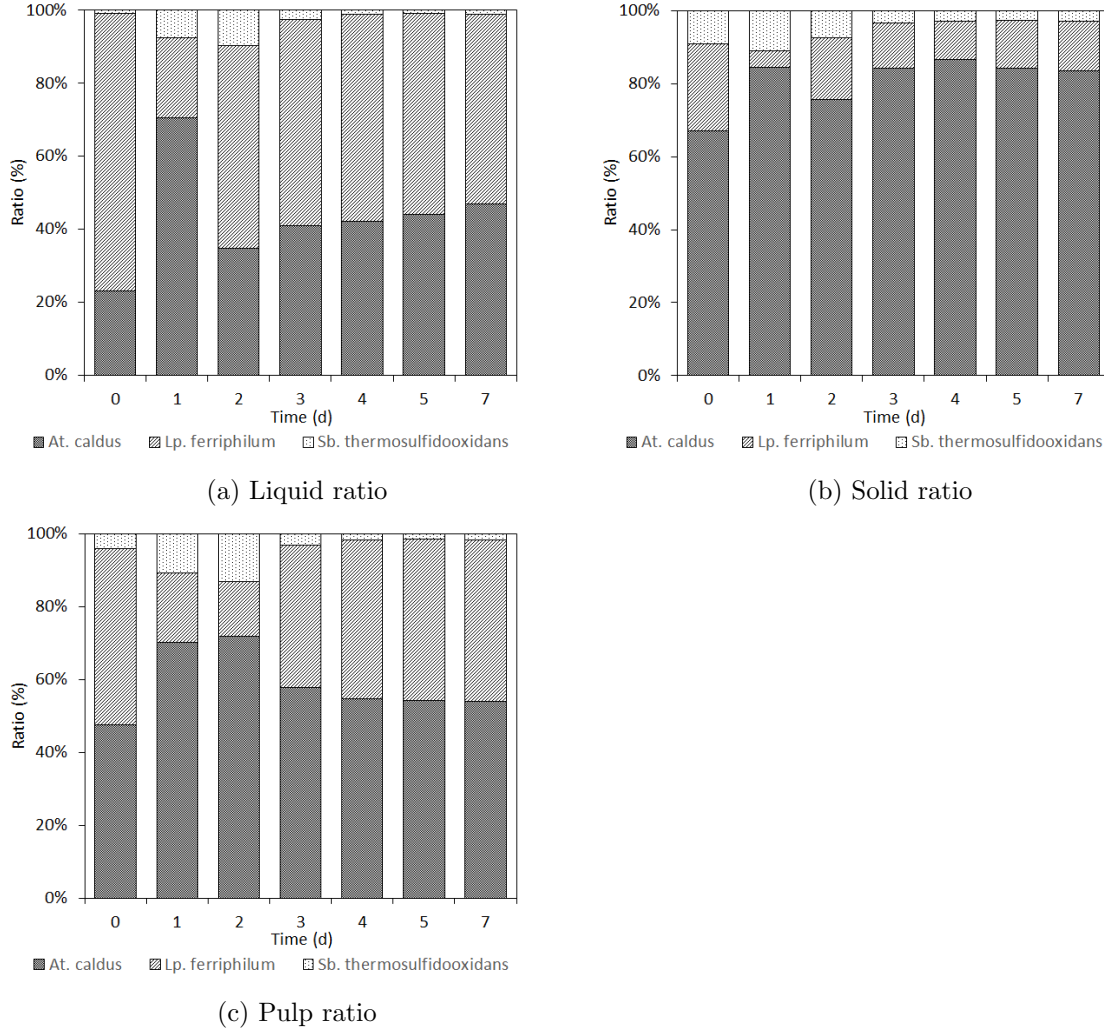 100%
80%
60%
40%
20%
0%
Ratio (%)
0 1 2 3 4 5 7
Time (d)
At. caldus Lp. ferriphilum Sb. thermosulfidooxidans
(a) Liquid ratio
100%
80%
60%
40%
20%
0%
Ratio (%)
0 1 2 3 4 5 7
Time (d)
At. caldus Lp. ferriphilum Sb. thermosulfidooxidans
(b) Solid ratio
100%
80%
60%
40%
20%
0%
Ratio (%)
0 1 2 3 4 5 7
Time (d)
At. caldus Lp. ferriphilum Sb. thermosulfidooxidans
(c) Pulp ratio